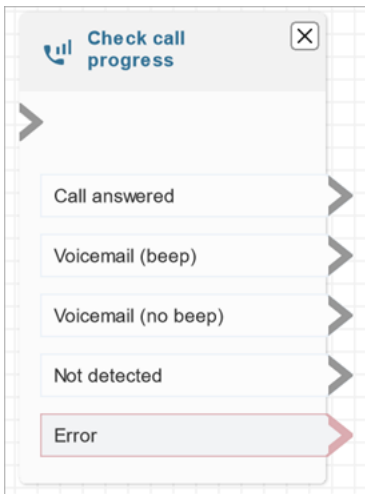 Check call
progress
Call answered
Voicemail (beep)
Voicemail (no beep)
Not detected
Error